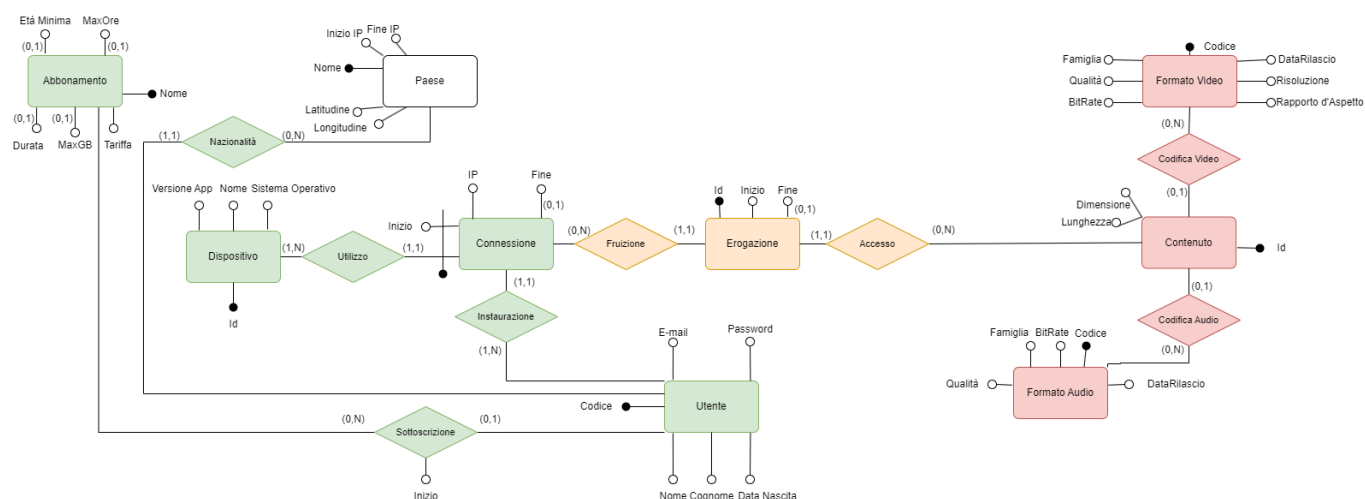 Etá Minima
MaxOre
(0,1)
(0,1)
Abbonamento
Nome
(0,1)
(0,1)
Durata
MaxGB
Tariffa
Inizio IP
Fine IP
Nome
Paese
Latitudine
Longitudine
(1,1)
Nazionalità
(0,N)
Versione App
Nome
Sistema Operativo
Dispositivo
Id
(1,N)
Utilizzo
(1,1)
IP
Fine
(0,1)
Inizio
Connessione
(1,1)
Instaurazione
(1,N)
(0,N)
Fruizione
(1,1)
Id
Inizio
Fine
(0,1)
Erogazione
(1,1)
Accesso
(0,N)
Codice
Famiglia
DataRilascio
Formato Video
Qualitá
Risoluzione
BitRate
Rapporto d'Aspetto
(0,N)
Codifica Video
(0,1)
Dimensione
Lunghezza
Contenuto
Id
(0,1)
Codifica Audio
(0,N)
Famiglia
BitRate
Codice
Qualitá
DataRilascio
Formato Audio
E-mail
Password
Codice
Utente
Nome
Cognome
Data Nascita
(0,N)
Sottoscrizione
(0,1)
Inizio